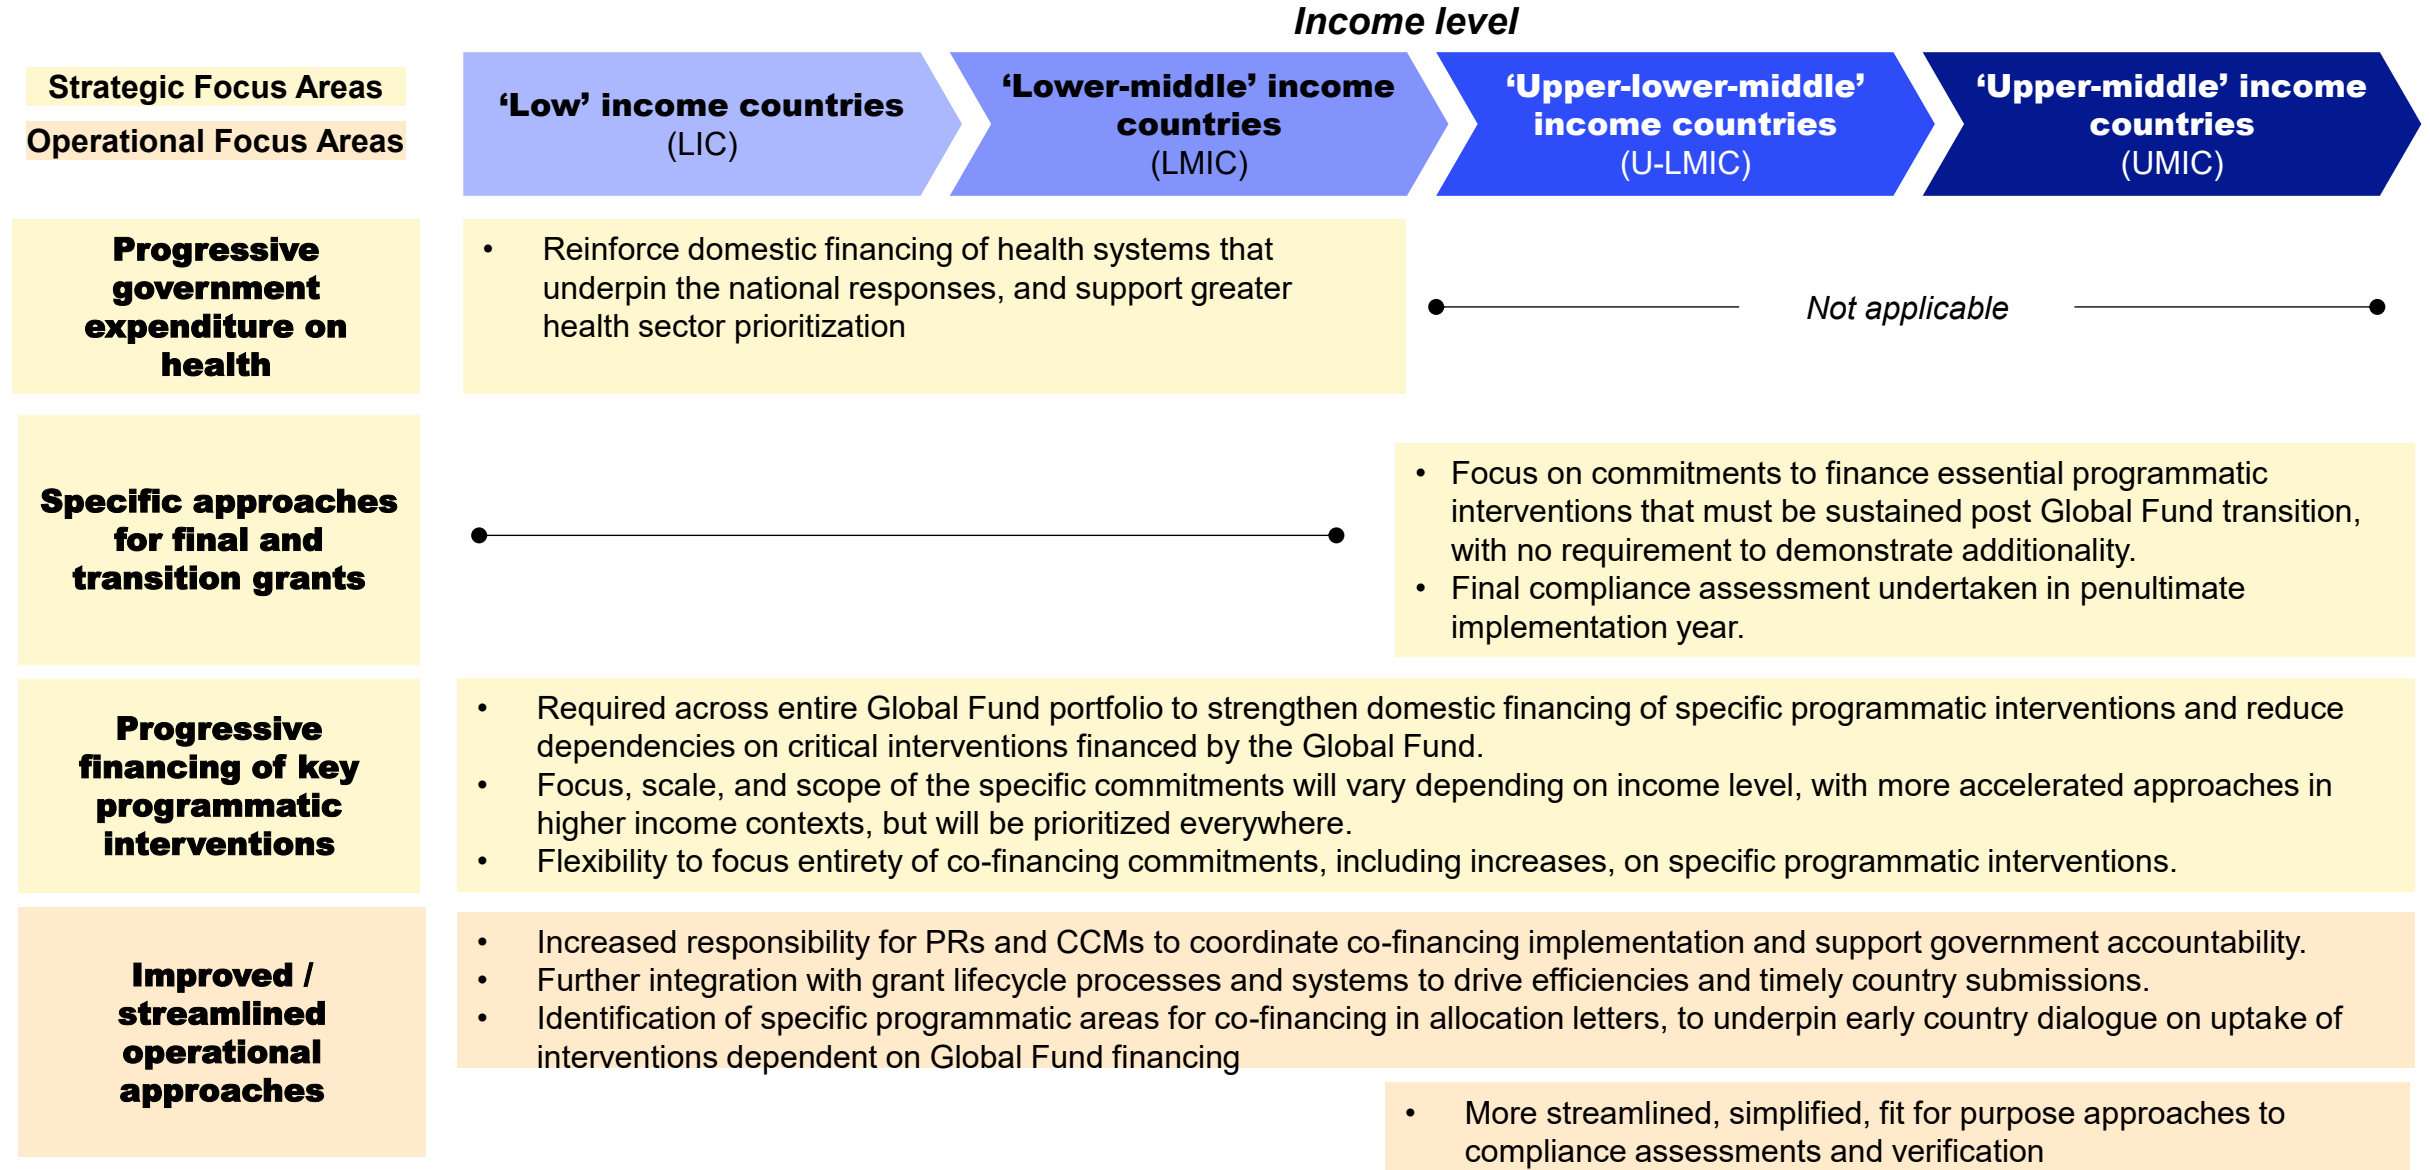 Income level
Strategic Focus Areas
Operational Focus Areas
‘Low’ income countries
(LIC)
‘Lower-middle’ income
countries
(LMIC)
‘Upper-lower-middle’
income countries
(U-LMIC)
‘Upper-middle’ income
countries
(UMIC)
Progressive
government
expenditure on
health
• Reinforce domestic financing of health systems that
underpin the national responses, and support greater
health sector prioritization
Not applicable
Specific approaches
for final and
transition grants
• Focus on commitments to finance essential programmatic
interventions that must be sustained post Global Fund transition,
with no requirement to demonstrate additionality.
• Final compliance assessment undertaken in penultimate
implementation year.
Progressive
financing of key
programmatic
interventions
• Required across entire Global Fund portfolio to strengthen domestic financing of specific programmatic interventions and reduce
dependencies on critical interventions financed by the Global Fund.
• Focus, scale, and scope of the specific commitments will vary depending on income level, with more accelerated approaches in
higher income contexts, but will be prioritized everywhere.
• Flexibility to focus entirety of co-financing commitments, including increases, on specific programmatic interventions.
Improved /
streamlined
operational
approaches
• Increased responsibility for PRs and CCMs to coordinate co-financing implementation and support government accountability.
• Further integration with grant lifecycle processes and systems to drive efficiencies and timely country submissions.
• Identification of specific programmatic areas for co-financing in allocation letters, to underpin early country dialogue on uptake of
interventions dependent on Global Fund financing
• More streamlined, simplified, fit for purpose approaches to
compliance assessments and verification